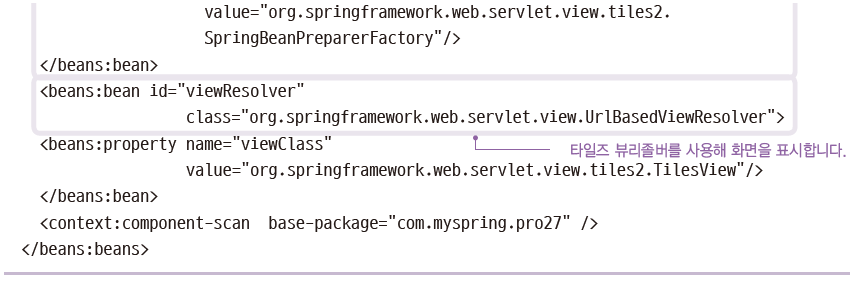 value="org.springframework.web.servlet.view.tiles2.
SpringBeanPreparerFactory"/>
</beans:bean>
<beans:bean id="viewResolver"
class="org.springframework.web.servlet.view.UrlBasedViewResolver">
<beans:property name="viewClass"
타일즈 뷰리졸버를 사용해 화면을 표시합니다.
value="org.springframework.web.servlet.view.tiles2.TilesView"/>
</beans:bean>
<context:component-scan  base-package="com.myspring.pro27" />
</beans:beans>